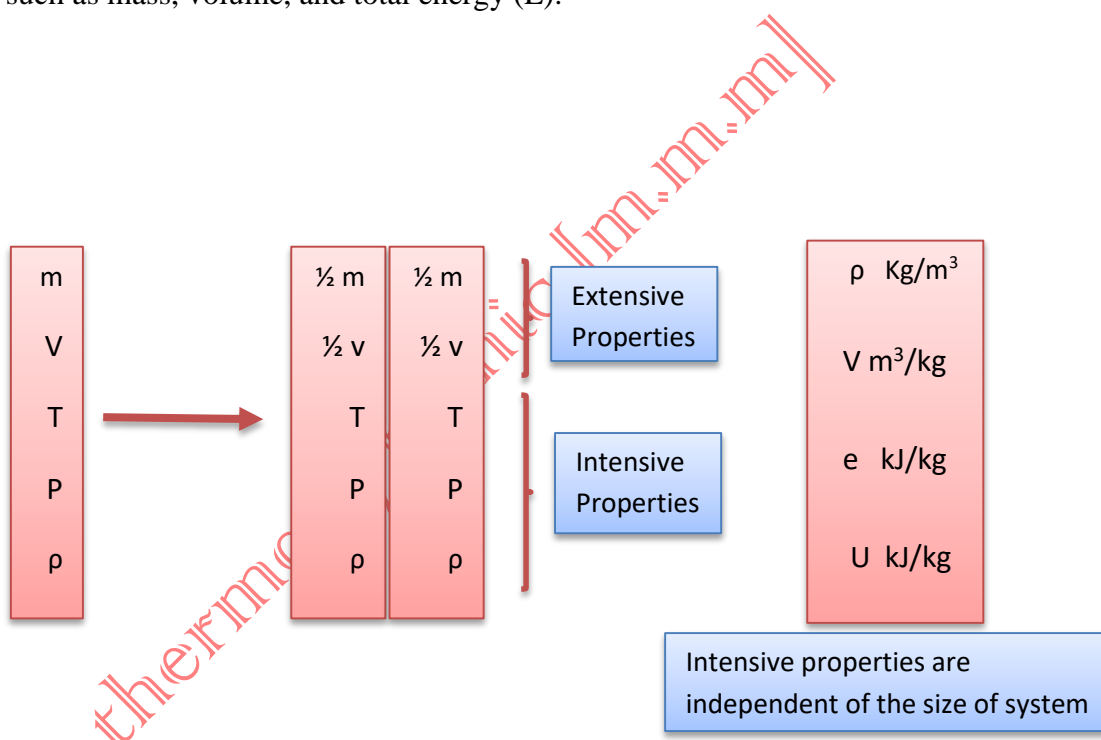 such as mass, volume, and total energy (E).
m
V
T
P
ρ
½ m
½ v
T
P
ρ
½ m
½ v
T
P
ρ
Extensive
Properties
Intensive
Properties
ρ Kg/m³
V m³/kg
e kJ/kg
U kJ/kg
Intensive properties are
independent of the size of system